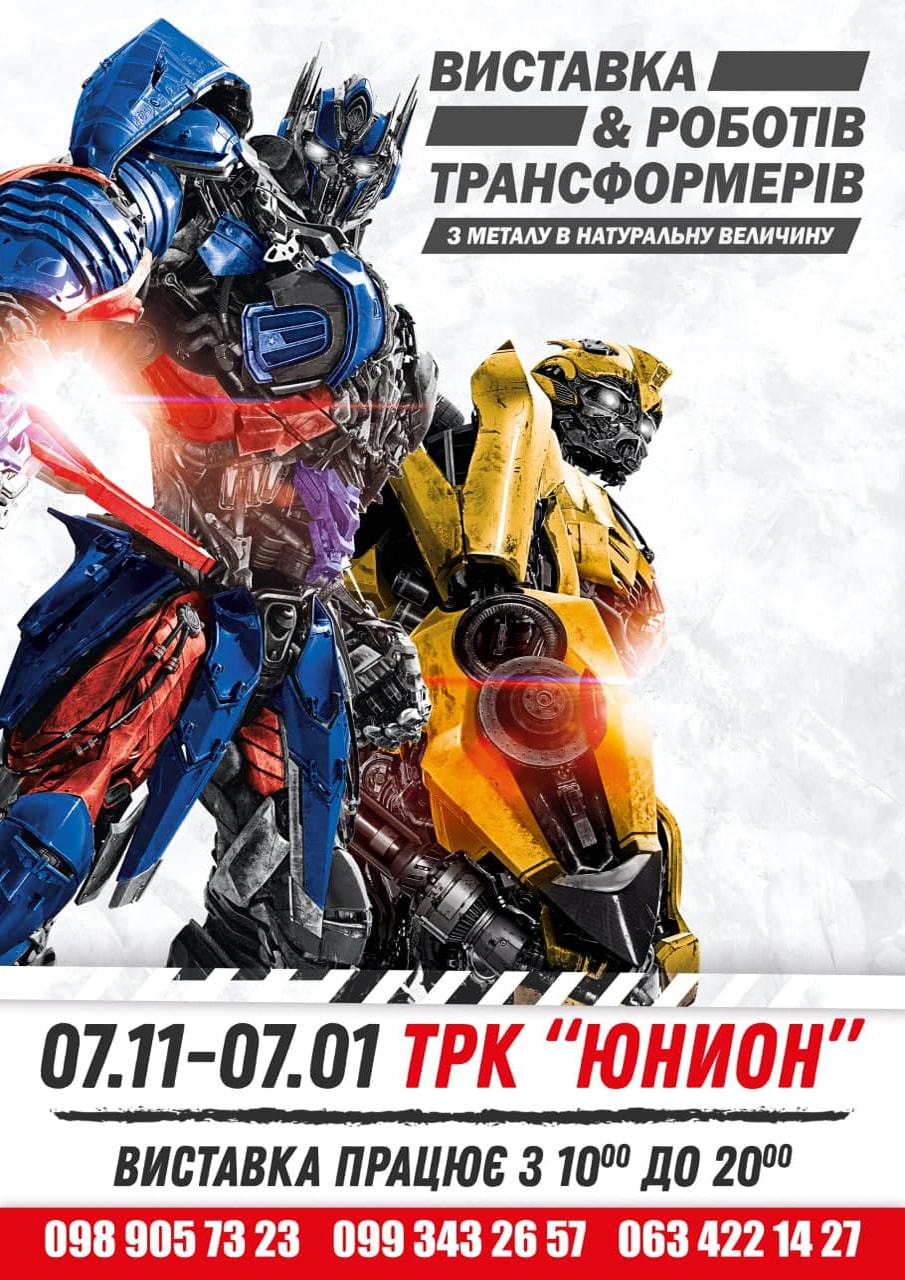 ВИСТАВКА
& РОБОТІВ
ТРАНСФОРМЕРІВ
З МЕТАЛУ В НАТУРАЛЬНУ ВЕЛИЧИНУ
07.11-07.01 ТРК “ЮНИОН”
ВИСТАВКА ПРАЦЮЄ З 10⁰⁰ ДО 20⁰⁰
098 905 73 23 099 343 26 57 063 422 14 27